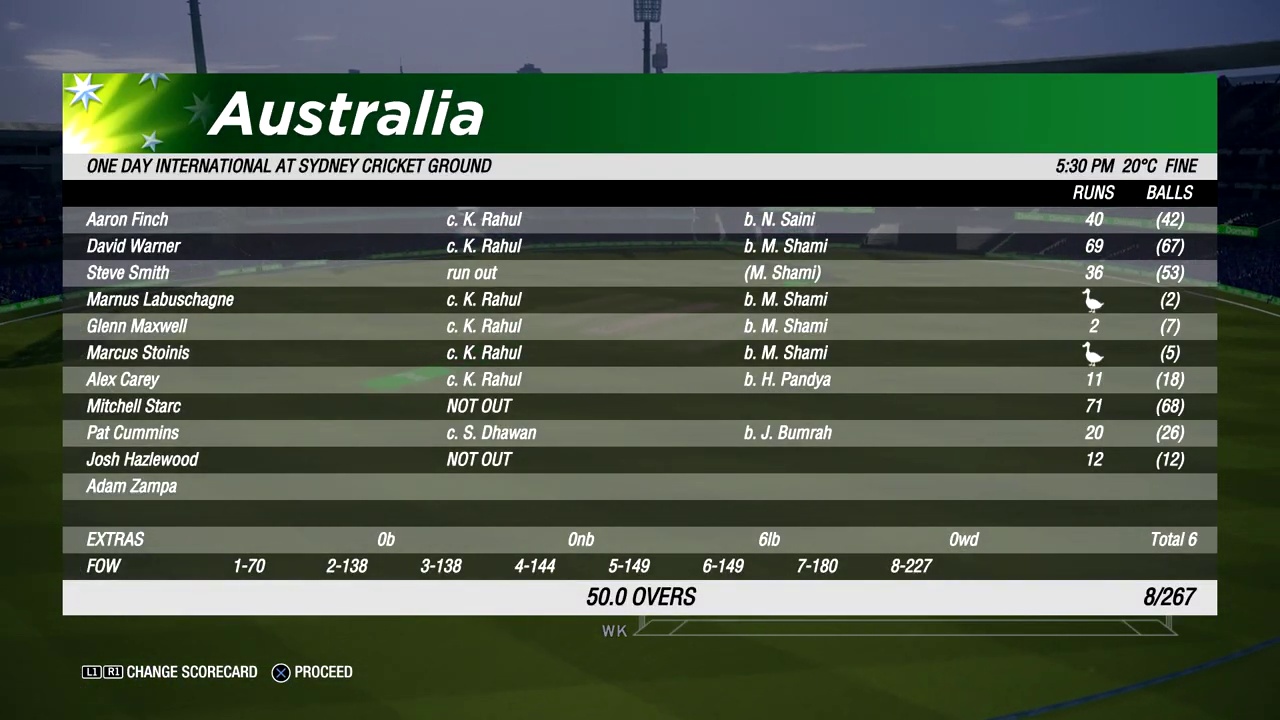 Australia
ONE DAY INTERNATIONAL AT SYDNEY CRICKET GROUND 5:30 PM 20°C FINE
RUNS BALLS
Aaron Finch c. K. Rahul b. N. Saini 40 (42)
David Warner c. K. Rahul b. M. Shami 69 (67)
Steve Smith run out (M. Shami) 36 (53)
Marnus Labuschagne c. K. Rahul b. M. Shami (2)
Glenn Maxwell c. K. Rahul b. M. Shami 2 (7)
Marcus Stoinis c. K. Rahul b. M. Shami (5)
Alex Carey c. K. Rahul b. H. Pandya 11 (18)
Mitchell Starc NOT OUT 71 (68)
Pat Cummins c. S. Dhawan b. J. Bumrah 20 (26)
Josh Hazlewood NOT OUT 12 (12)
Adam Zampa
EXTRAS 0b 0nb 6lb 0wd Total 6
FOW 1-70 2-138 3-138 4-144 5-149 6-149 7-180 8-227
50.0 OVERS 8/267
WK
L1 R1 CHANGE SCORECARD X PROCEED